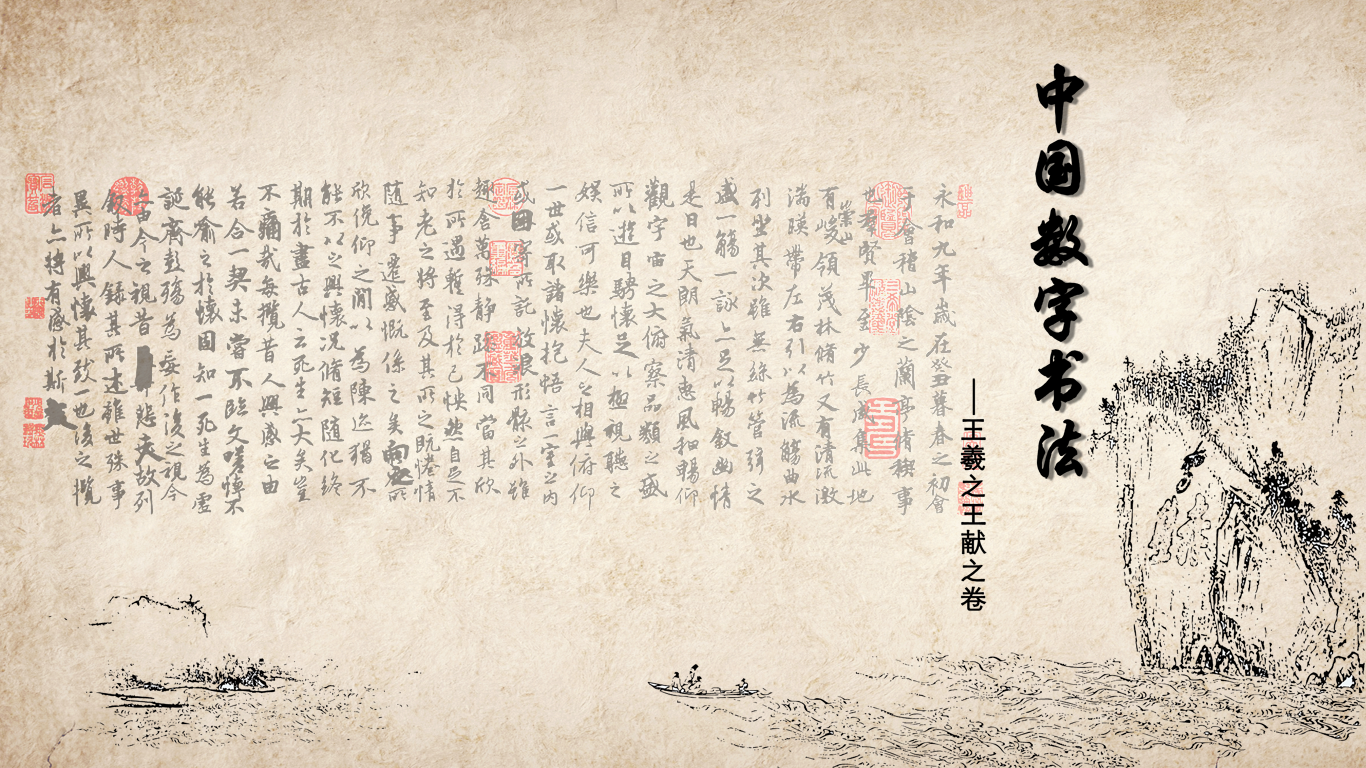 中国数字书法
—王羲之王献之卷
永和九年歲在癸丑暮春之初會
于會稽山陰之蘭亭脩稧事
也羣賢畢至少長咸集此地
有崇山峻領茂林脩竹又有清流激
湍暎帶左右引以為流觴曲水
列坐其次雖無絲竹管弦之
盛一觴一詠亦足以暢敘幽情
是日也天朗氣清惠風和暢仰
觀宇宙之大俯察品類之盛
所以遊目騁懷足以極視聽之
娛信可樂也夫人之相與俯仰
一世或取諸懷抱悟言一室之內
或因寄所託放浪形骸之外雖
趣舍萬殊靜躁不同當其欣
於所遇暫得於己怏然自足不
知老之將至及其所之既惓情
隨事遷感慨係之矣向之所
欣俛仰之閒以為陳迹猶不
能不以之興懷況脩短隨化終
期於盡古人云死生亦大矣豈
不痛哉每攬昔人興感之由
若合一契未嘗不臨文嗟悼不
能喻之於懷固知一死生為虛
誕齊彭殤為妄作後之視今
亦由今之視昔悲夫故列
敘時人錄其所述雖世殊事
異所以興懷其致一也後之攬
者亦將有感於斯文